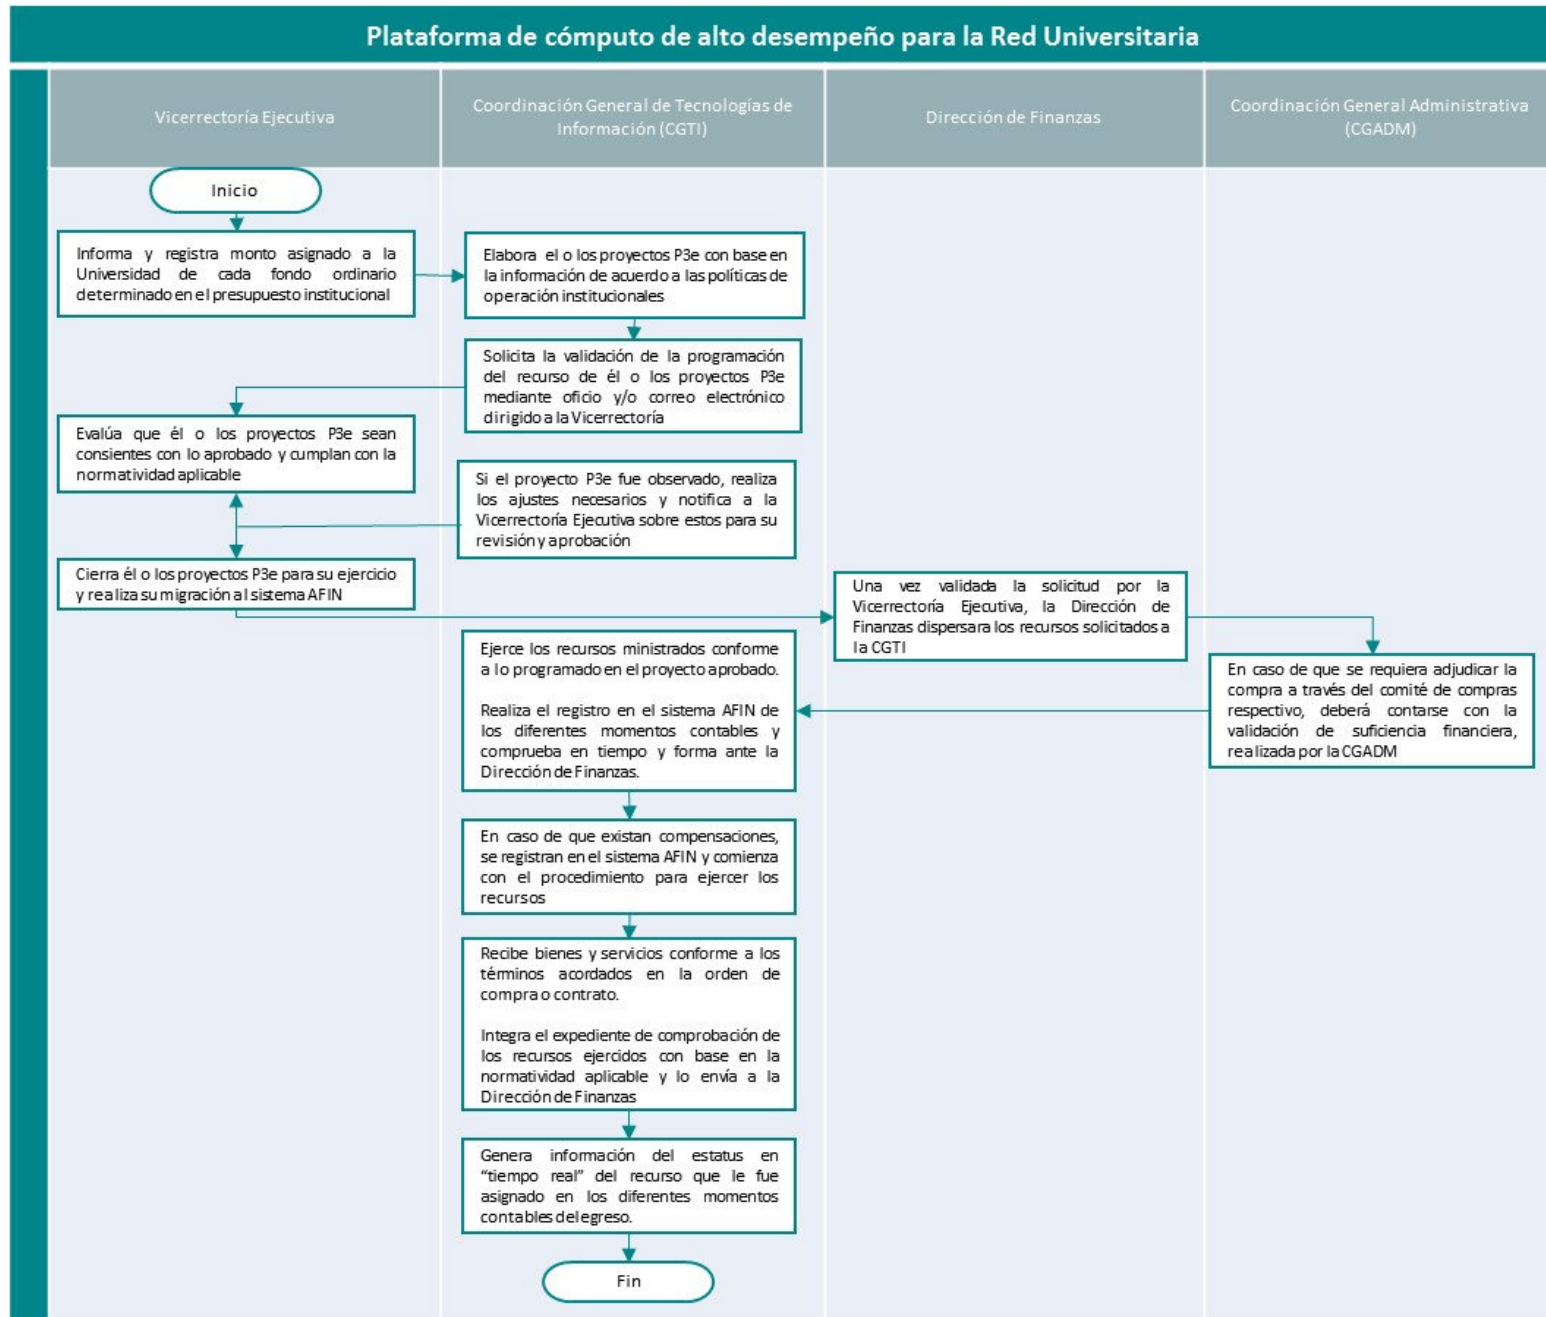 Plataforma de cómputo de alto desempeño para la Red Universitaria
Vicerrectoría Ejecutiva
Coordinación General de Tecnologías de
Información (CGTI)
Dirección de Finanzas
Coordinación General Administrativa
(CGADM)
Inicio
Informa y registra monto asignado a la
Universidad de cada fondo ordinario
determinado en el presupuesto institucional
Elabora el o los proyectos P3e con base en
la información de acuerdo a las políticas de
operación institucionales
Solicita la validación de la programación
del recurso de él o los proyectos P3e
mediante oficio y/o correo electrónico
dirigido a la Vicerrectoría
Evalúa que él o los proyectos P3e sean
consientes con lo aprobado y cumplan con la
normatividad aplicable
Si el proyecto P3e fue observado, realiza
los ajustes necesarios y notifica a la
Vicerrectoría Ejecutiva sobre estos para su
revisión y aprobación
Cierra él o los proyectos P3e para su ejercicio
y realiza su migración al sistema AFIN
Una vez validada la solicitud por la
Vicerrectoría Ejecutiva, la Dirección de
Finanzas dispersara los recursos solicitados a
la CGTI
En caso de que se requiera adjudicar la
compra a través del comité de compras
respectivo, deberá contarse con la
validación de suficiencia financiera,
realizada por la CGADM
Ejerce los recursos ministrados conforme
a lo programado en el proyecto aprobado.
Realiza el registro en el sistema AFIN de
los diferentes momentos contables y
comprueba en tiempo y forma ante la
Dirección de Finanzas.
En caso de que existan compensaciones,
se registran en el sistema AFIN y comienza
con el procedimiento para ejercer los
recursos
Recibe bienes y servicios conforme a los
términos acordados en la orden de
compra o contrato.
Integra el expediente de comprobación de
los recursos ejercidos con base en la
normatividad aplicable y lo envía a la
Dirección de Finanzas
Genera información del estatus en
“tiempo real” del recurso que le fue
asignado en los diferentes momentos
contables del egreso.
Fin